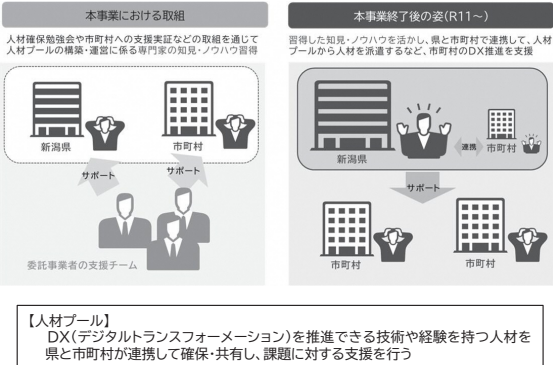 本事業における取組
人材確保勉強会や市町村への支援実証などの取組を通じて
人材プールの構築・運営に係る専門家の知見・ノウハウ習得
新潟県
市町村
サポート
サポート
委託事業者の支援チーム
本事業終了後の姿(R11~)
習得した知見・ノウハウを活かし、県と市町村で連携して、人材
プールから人材を派遣するなど、市町村のDX推進を支援
新潟県
連携
市町村
サポート
市町村
市町村
【人材プール】
DX(デジタルトランスフォーメーション)を推進できる技術や経験を持つ人材を
県と市町村が連携して確保・共有し、課題に対する支援を行う